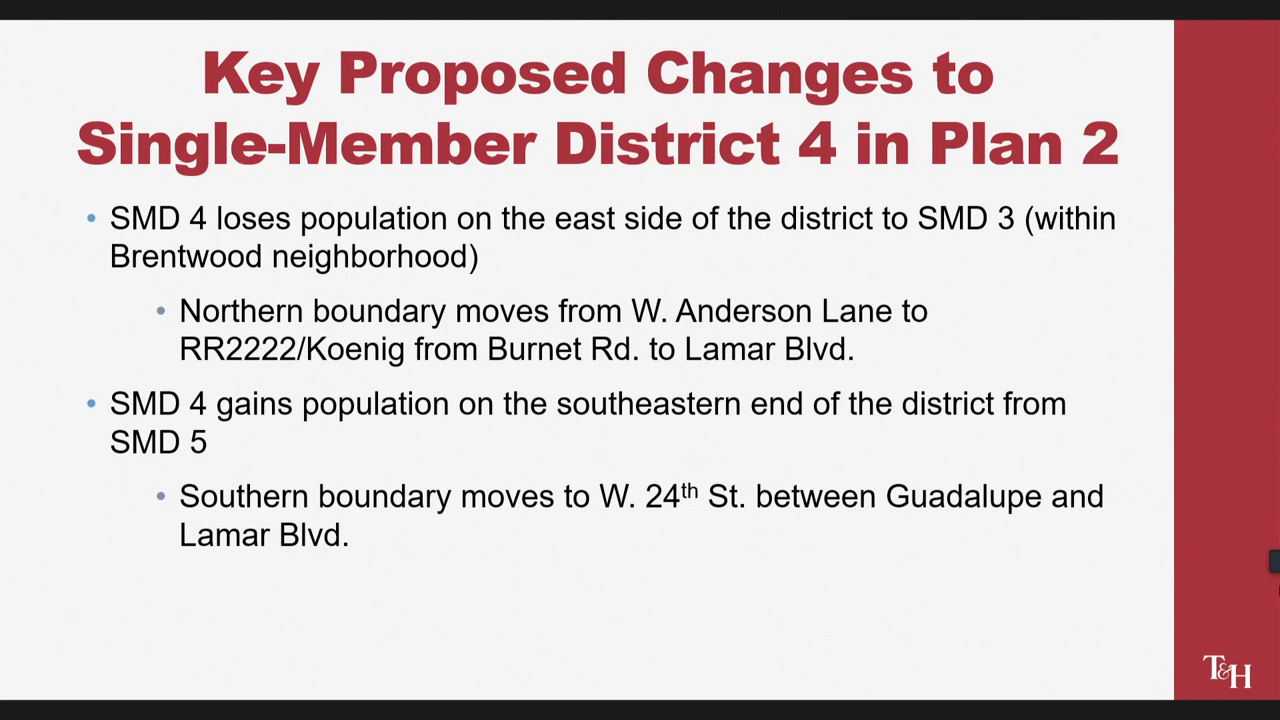 Key Proposed Changes to
Single-Member District 4 in Plan 2
• SMD 4 loses population on the east side of the district to SMD 3 (within
Brentwood neighborhood)
• Northern boundary moves from W. Anderson Lane to
RR2222/Koenig from Burnet Rd. to Lamar Blvd.
• SMD 4 gains population on the southeastern end of the district from
SMD 5
• Southern boundary moves to W. 24th St. between Guadalupe and
Lamar Blvd.
T&H